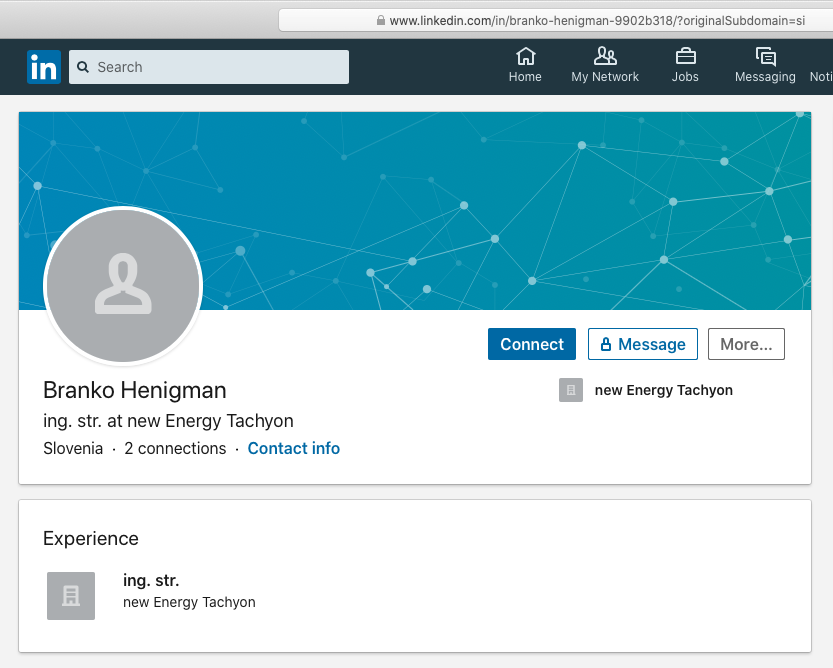 www.linkedin.com/in/branko-henigman-9902b318/?originalSubdomain=si
in
Search
Home
My Network
Jobs
Messaging
Noti
Connect
Message
More...
Branko Henigman
new Energy Tachyon
ing. str. at new Energy Tachyon
Slovenia · 2 connections · Contact info
Experience
ing. str.
new Energy Tachyon